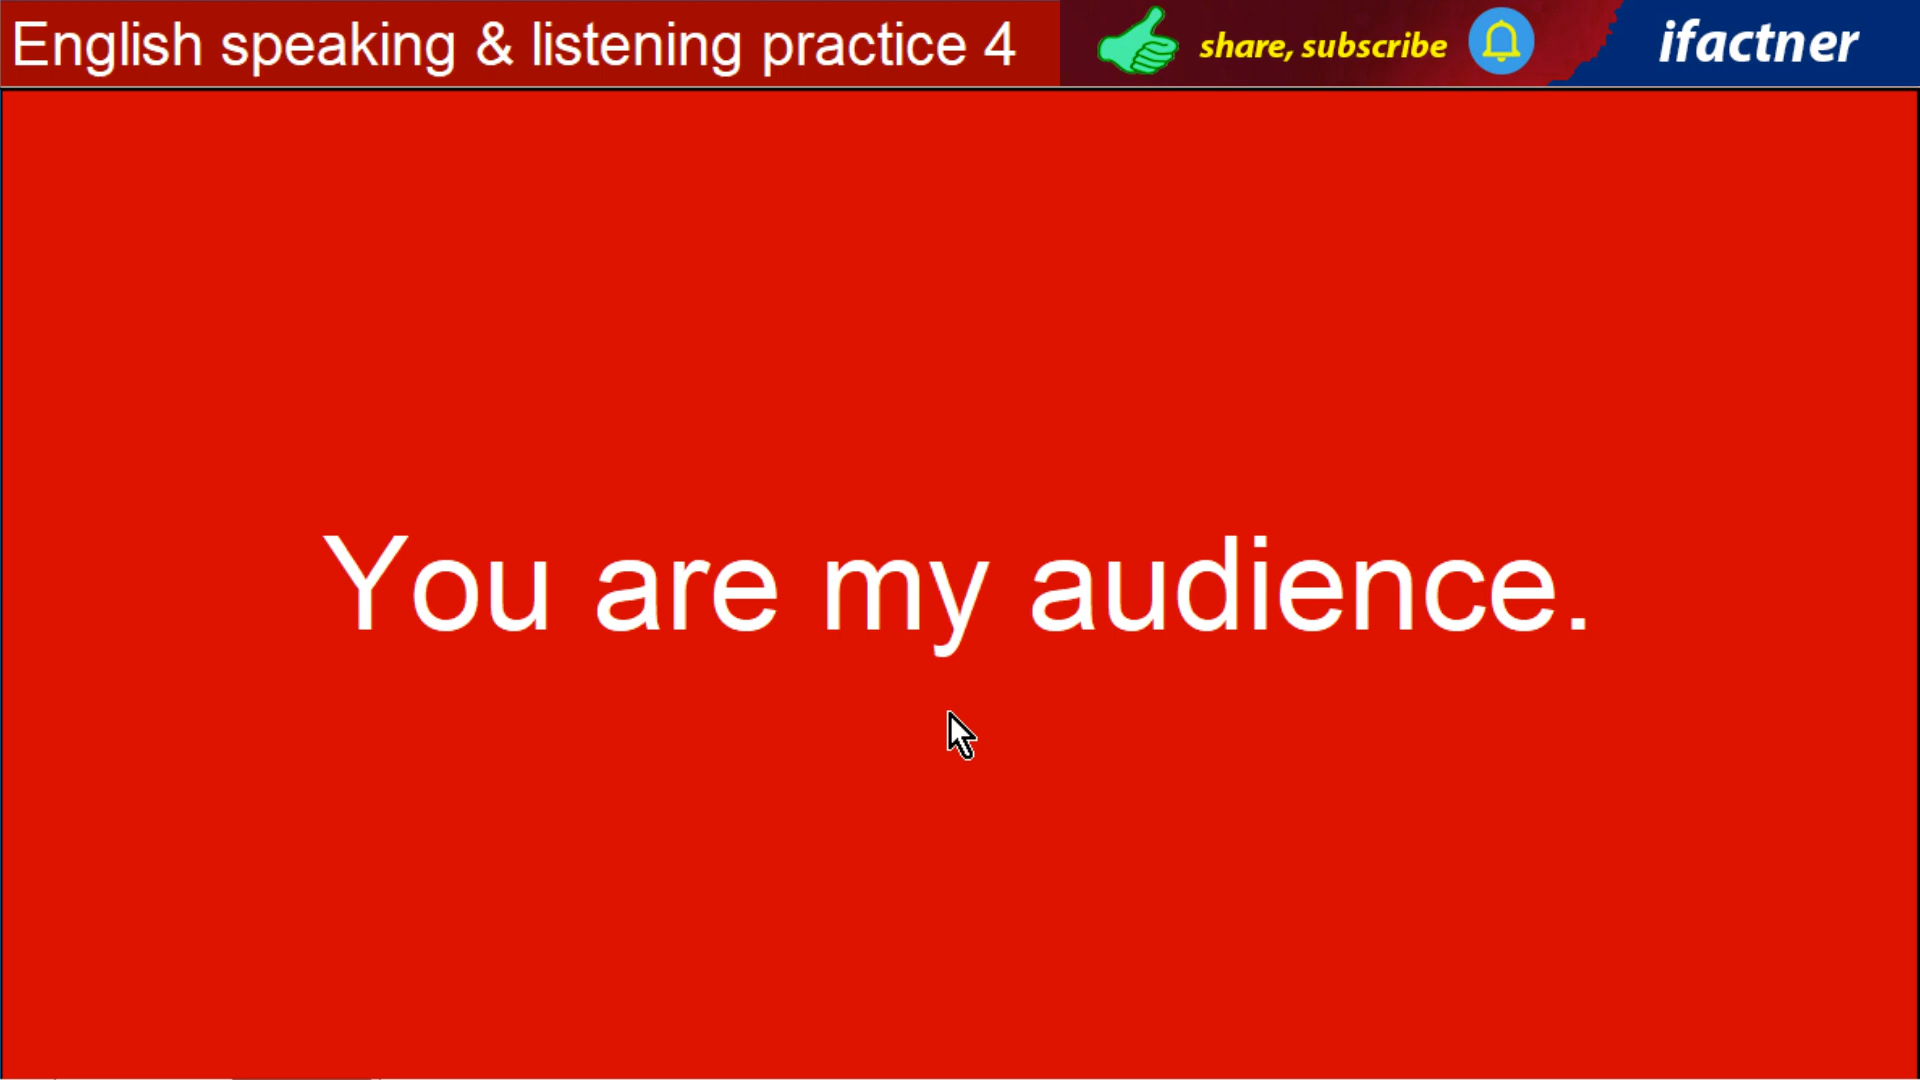 English speaking & listening practice 4
share, subscribe
ifactner
You are my audience.